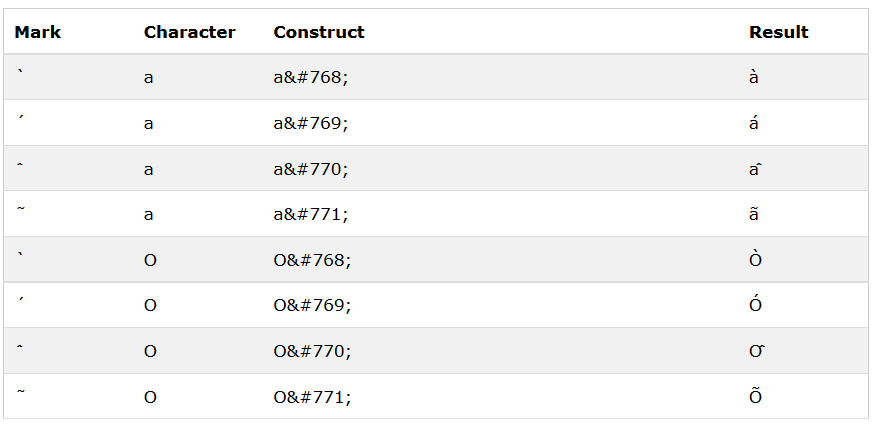 Mark Character Construct Result
` a a&#768; à
´ a a&#769; á
ˆ a a&#770; â
˜ a a&#771; ã
` O O&#768; Ò
´ O O&#769; Ó
ˆ O O&#770; Ô
˜ O O&#771; Õ